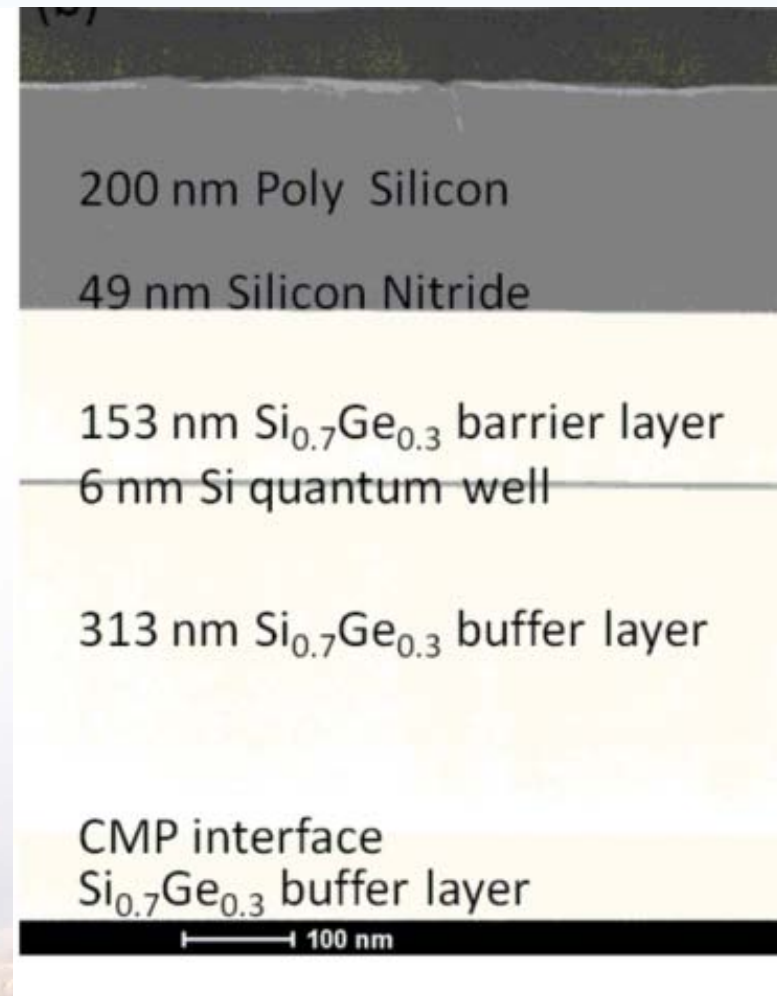 (b)
200 nm Poly Silicon
49 nm Silicon Nitride
153 nm Si₀.₇Ge₀.₃ barrier layer
6 nm Si quantum well
313 nm Si₀.₇Ge₀.₃ buffer layer
CMP interface
Si₀.₇Ge₀.₃ buffer layer
100 nm